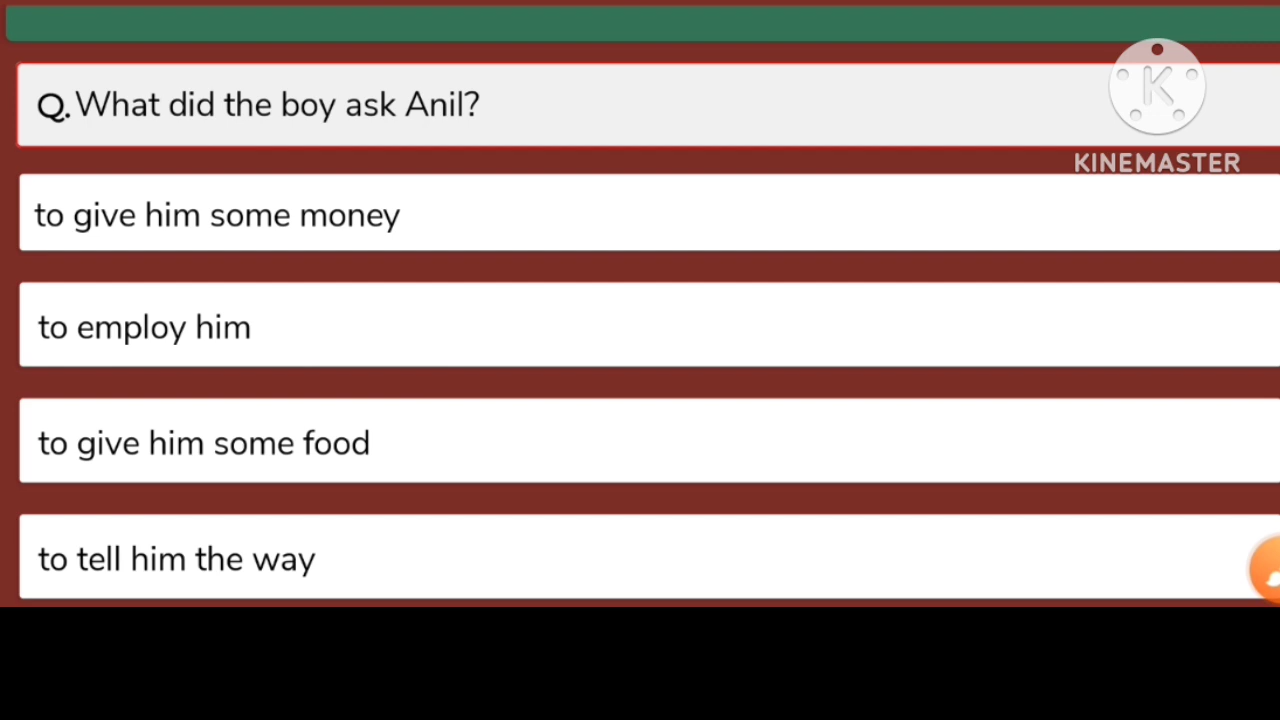 Q.What did the boy ask Anil?
K
KINEMASTER
to give him some money
to employ him
to give him some food
to tell him the way